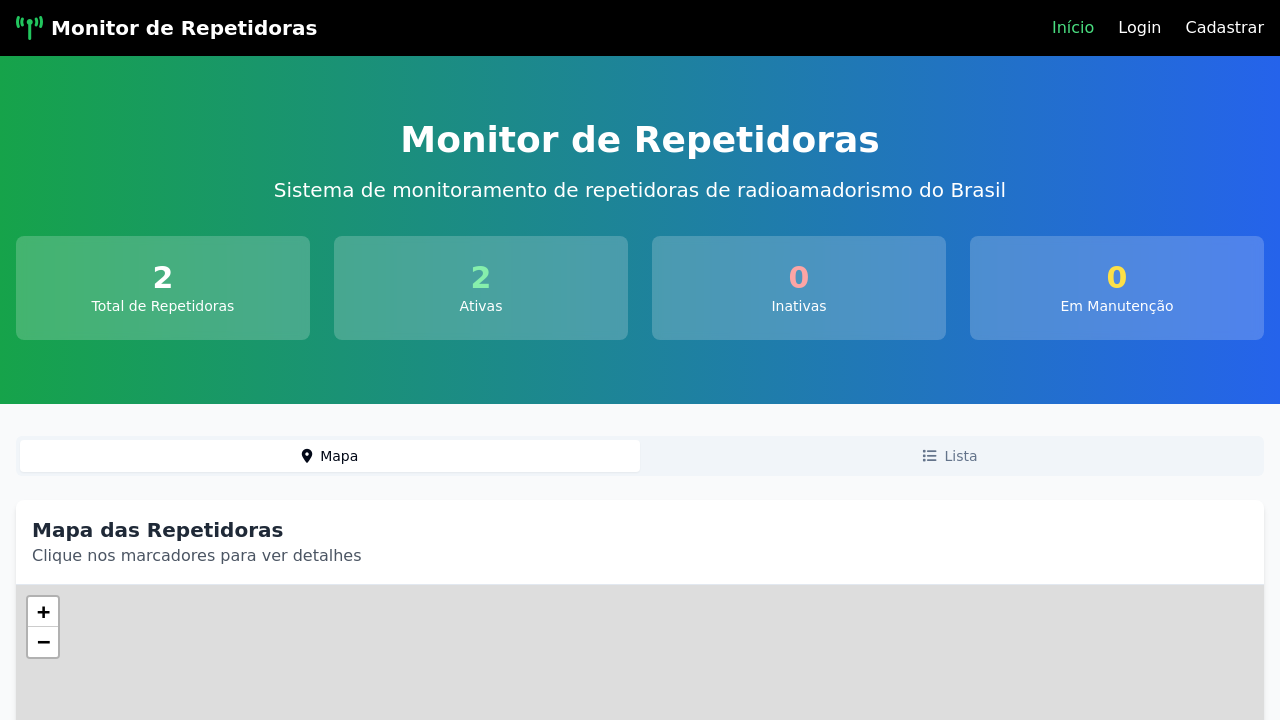 Monitor de Repetidoras
Início
Login
Cadastrar
Monitor de Repetidoras
Sistema de monitoramento de repetidoras de radioamadorismo do Brasil
2
Total de Repetidoras
2
Ativas
0
Inativas
0
Em Manutenção
Mapa
Lista
Mapa das Repetidoras
Clique nos marcadores para ver detalhes
+
−